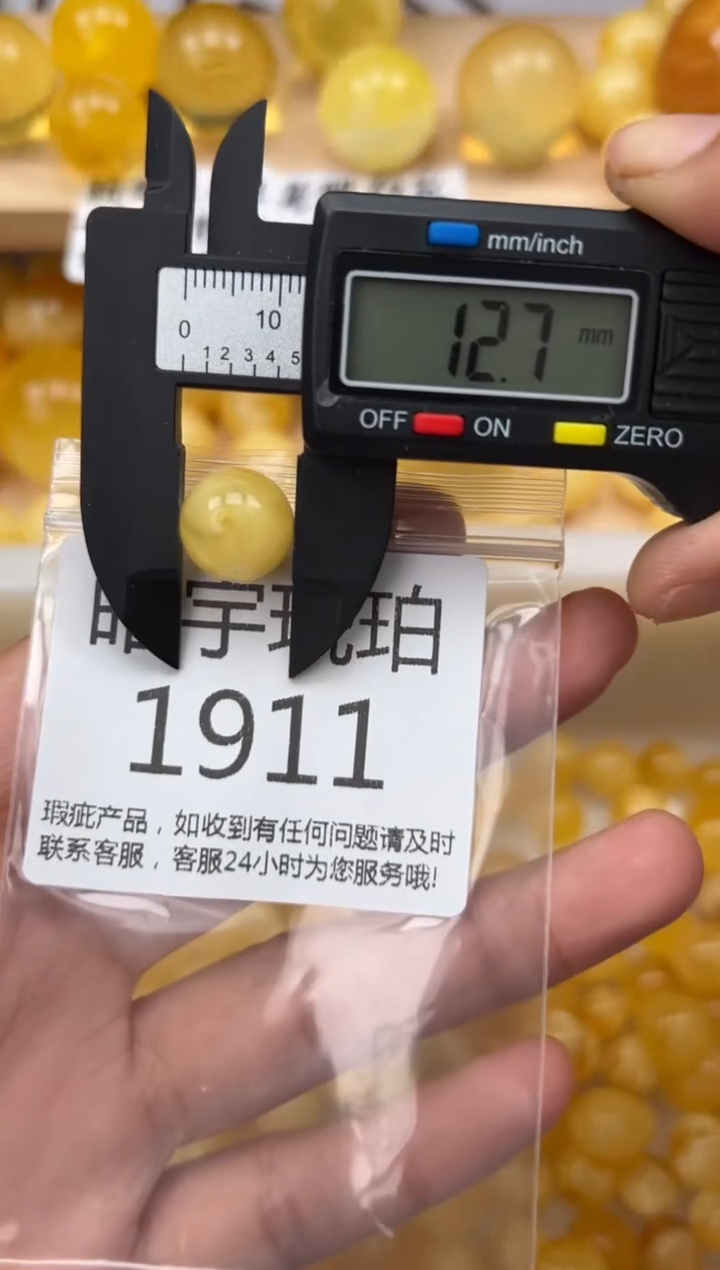 mm/inch
0 10
1 2 3 4 5
12.7 mm
OFF ON ZERO
宇琥珀
1911
瑕疵产品，如收到有任何问题请及时
联系客服，客服24小时为您服务哦!